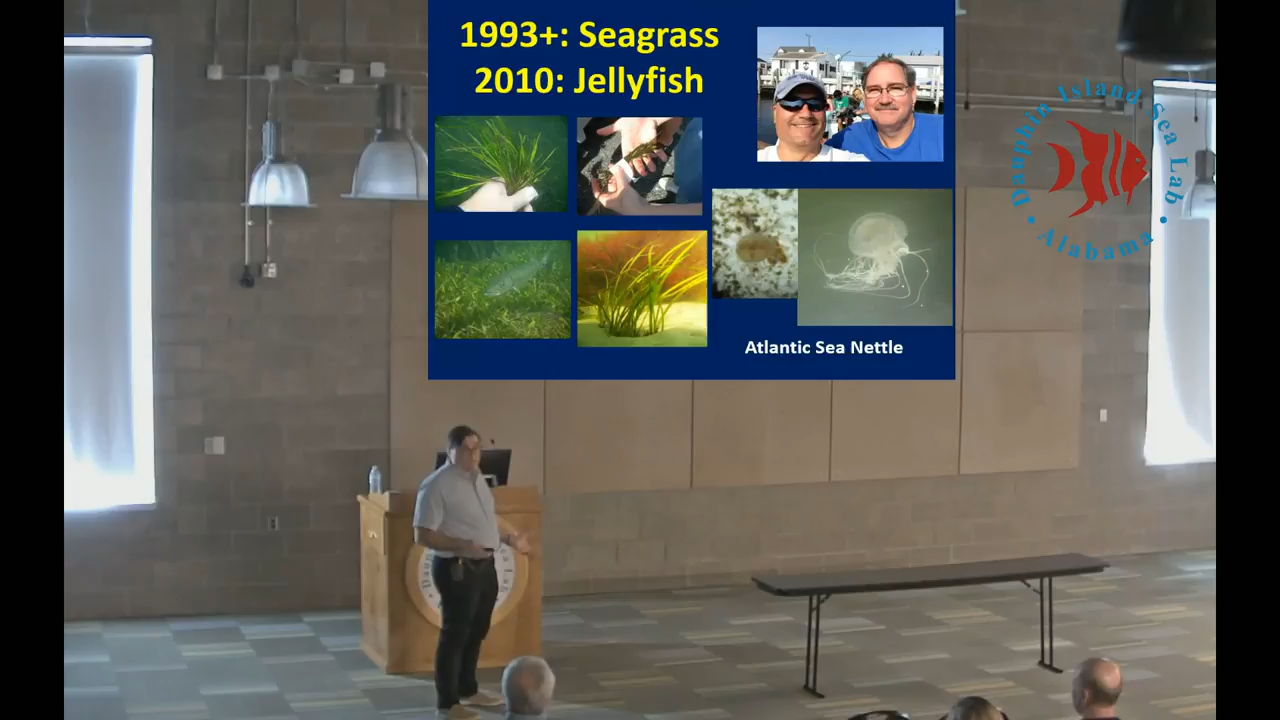 1993+: Seagrass
2010: Jellyfish
Atlantic Sea Nettle
Dauphin Island Sea Lab
Alabama